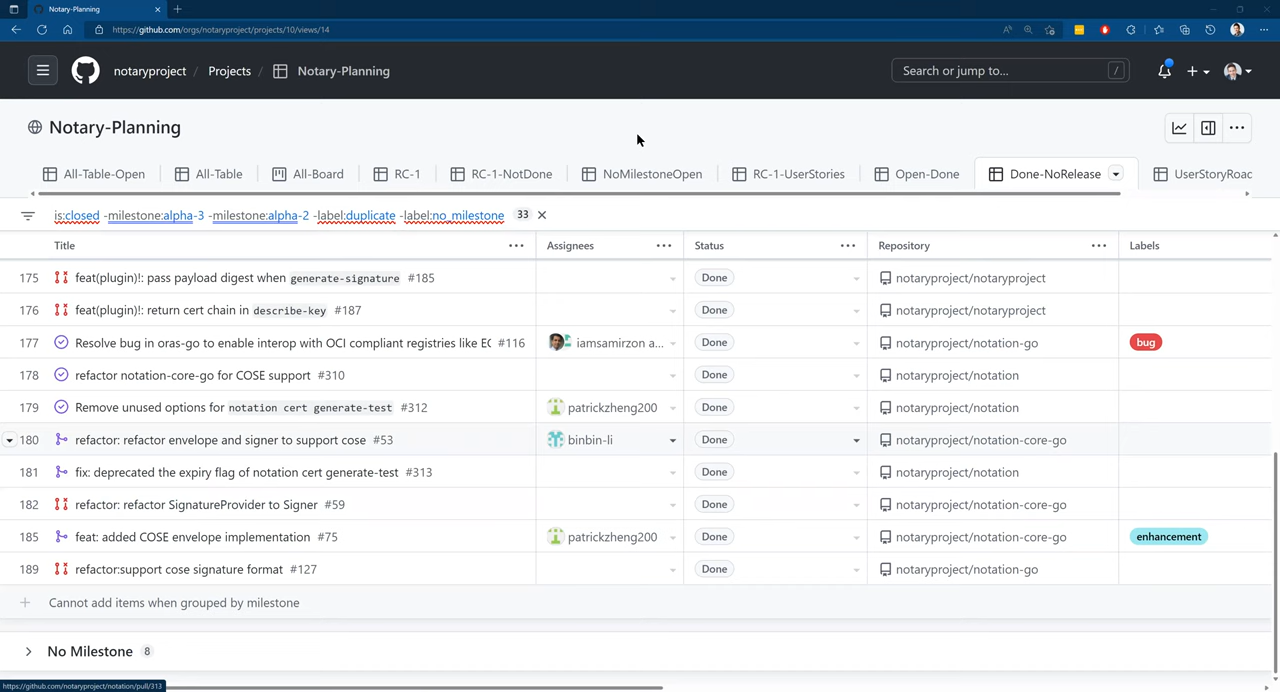 Notary-Planning
https://github.com/orgs/notaryproject/projects/10/views/14
notaryproject / Projects / Notary-Planning
Search or jump to... /
Notary-Planning
All-Table-Open All-Table All-Board RC-1 RC-1-NotDone NoMilestoneOpen RC-1-UserStories Open-Done Done-NoRelease UserStoryRoac
is:closed -milestone:alpha-3 -milestone:alpha-2 -label:duplicate -label:no_milestone 33
Title Assignees Status Repository Labels
175 feat(plugin)!: pass payload digest when generate-signature #185 Done notaryproject/notaryproject
176 feat(plugin)!: return cert chain in describe-key #187 Done notaryproject/notaryproject
177 Resolve bug in oras-go to enable interop with OCI compliant registries like EC #116 iamsamirzon a... Done notaryproject/notation-go bug
178 refactor notation-core-go for COSE support #310 Done notaryproject/notation
179 Remove unused options for notation cert generate-test #312 patrickzheng200 Done notaryproject/notation
180 refactor: refactor envelope and signer to support cose #53 binbin-li Done notaryproject/notation-core-go
181 fix: deprecated the expiry flag of notation cert generate-test #313 Done notaryproject/notation
182 refactor: refactor SignatureProvider to Signer #59 Done notaryproject/notation-core-go
185 feat: added COSE envelope implementation #75 patrickzheng200 Done notaryproject/notation-core-go enhancement
189 refactor:support cose signature format #127 Done notaryproject/notation-go
Cannot add items when grouped by milestone
No Milestone 8
https://github.com/notaryproject/notation/pull/313